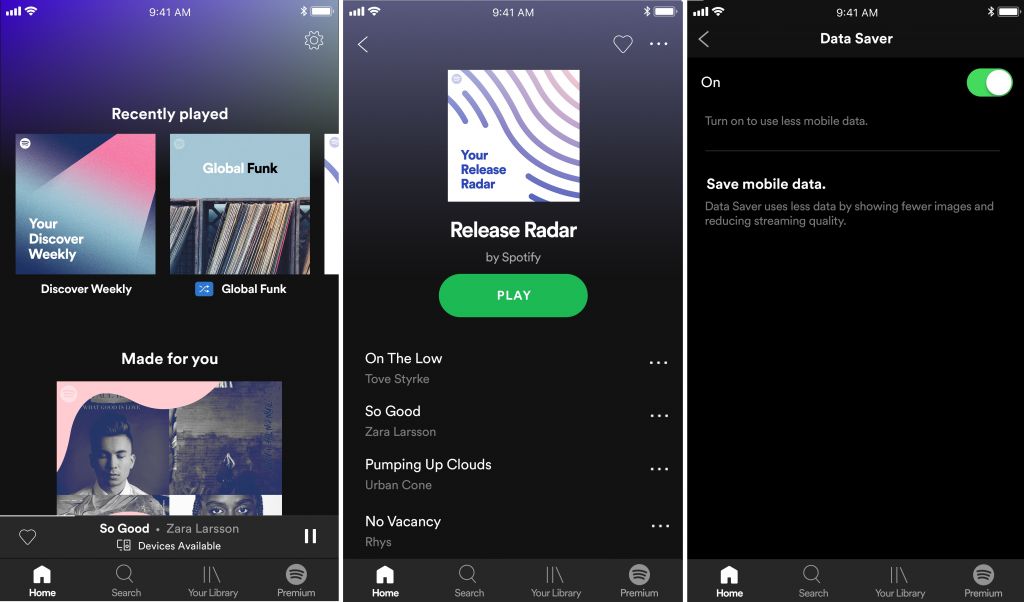 9:41 AM
Recently played
Your
Discover
Weekly
Global Funk
Discover Weekly
Global Funk
Made for you
WHAT GOOD IS LOVE
So Good • Zara Larsson
Devices Available
Home
Search
Your Library
Premium
9:41 AM
Your
Release
Radar
Release Radar
by Spotify
PLAY
On The Low
Tove Styrke
So Good
Zara Larsson
Pumping Up Clouds
Urban Cone
No Vacancy
Rhys
Home
Search
Your Library
Premium
9:41 AM
Data Saver
On
Turn on to use less mobile data.
Save mobile data.
Data Saver uses less data by showing fewer images and
reducing streaming quality.
Home
Search
Your Library
Premium